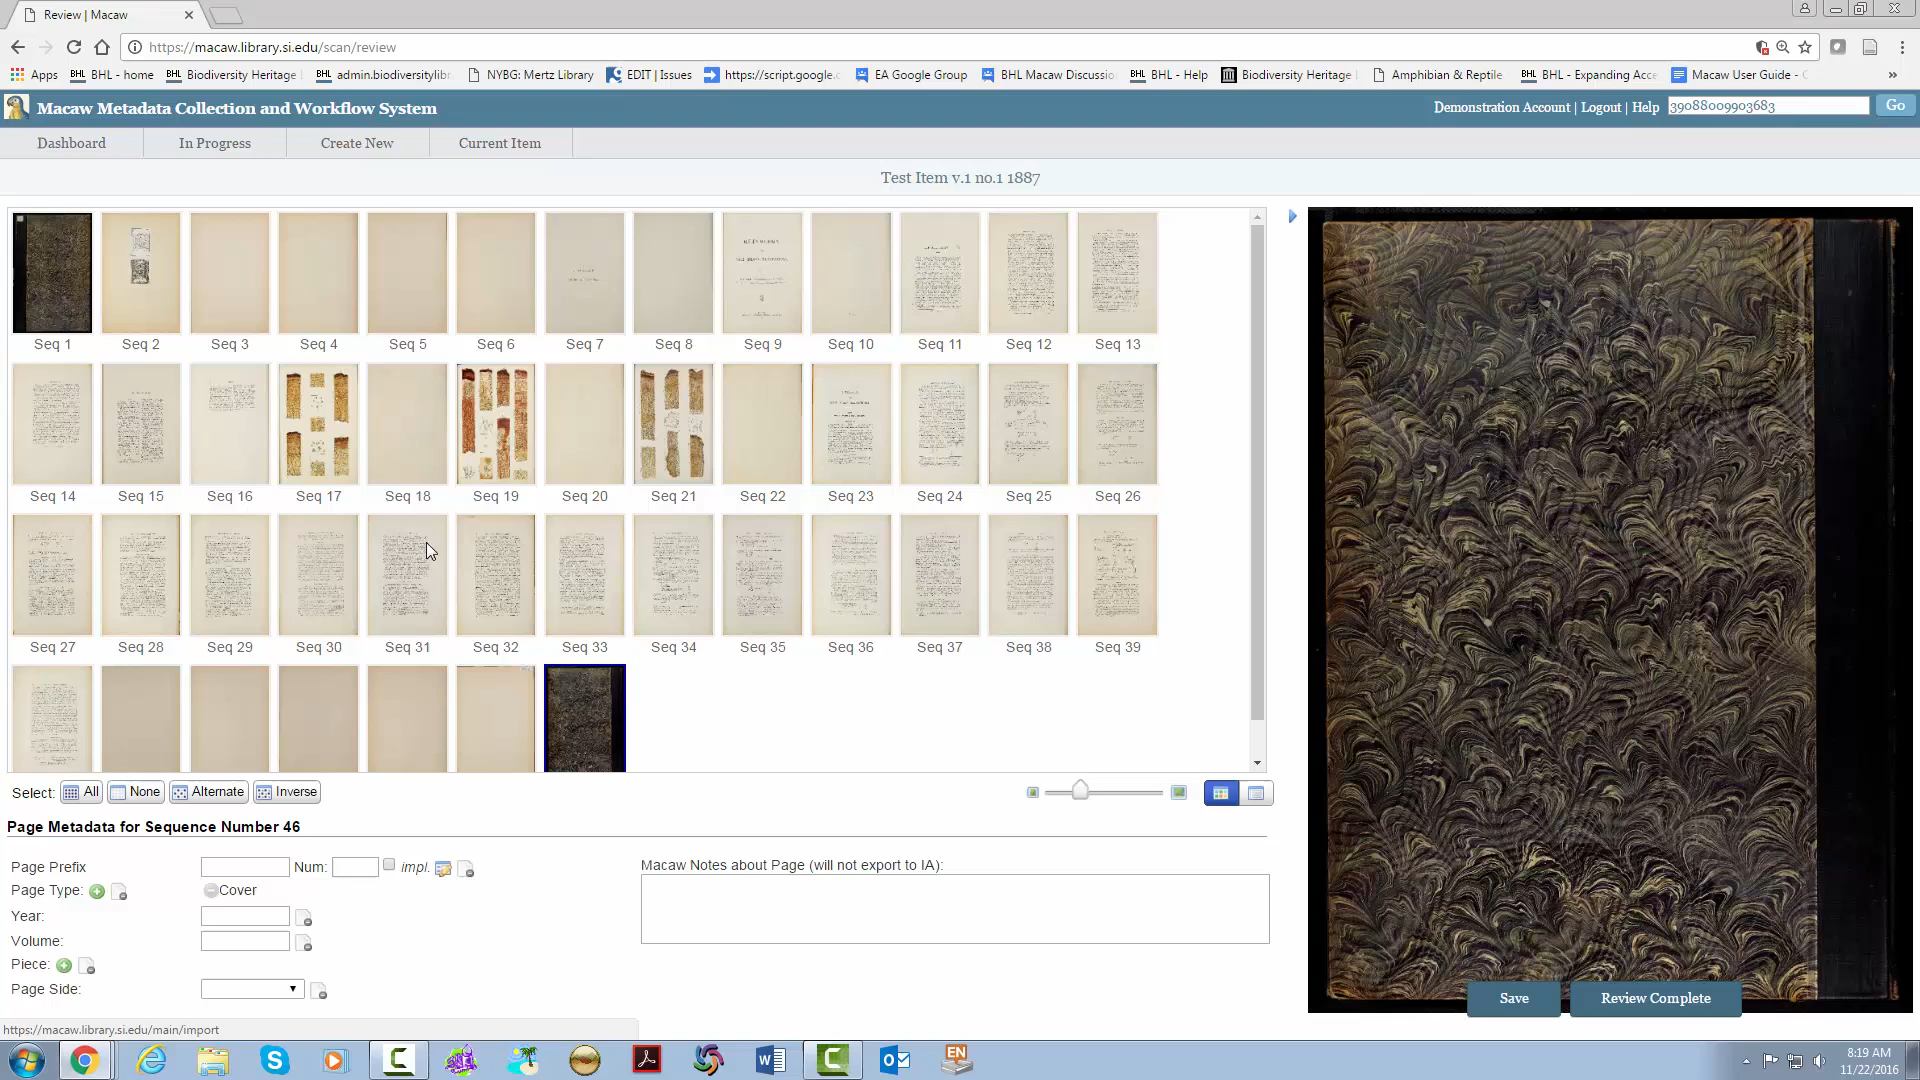 Review | Macaw
https://macaw.library.si.edu/scan/review
Apps
BHL BHL - home
BHL Biodiversity Heritage
BHL admin.biodiversitylibr
NYBG: Mertz Library
EDIT | Issues
https://script.google.c
EA Google Group
BHL Macaw Discussio
BHL BHL - Help
Biodiversity Heritage
Amphibian & Reptile
BHL BHL - Expanding Acce
Macaw User Guide - G
»
Macaw Metadata Collection and Workflow System
Demonstration Account | Logout | Help
39088009903683
Go
Dashboard
In Progress
Create New
Current Item
Test Item v.1 no.1 1887
Seq 1 Seq 2 Seq 3 Seq 4 Seq 5 Seq 6 Seq 7 Seq 8 Seq 9 Seq 10 Seq 11 Seq 12 Seq 13
Seq 14 Seq 15 Seq 16 Seq 17 Seq 18 Seq 19 Seq 20 Seq 21 Seq 22 Seq 23 Seq 24 Seq 25 Seq 26
Seq 27 Seq 28 Seq 29 Seq 30 Seq 31 Seq 32 Seq 33 Seq 34 Seq 35 Seq 36 Seq 37 Seq 38 Seq 39
Select: All None Alternate Inverse
Page Metadata for Sequence Number 46
Page Prefix Num: impl.
Page Type: Cover
Year:
Volume:
Piece:
Page Side:
Macaw Notes about Page (will not export to IA):
Save
Review Complete
https://macaw.library.si.edu/main/import
EN
8:19 AM
11/22/2016